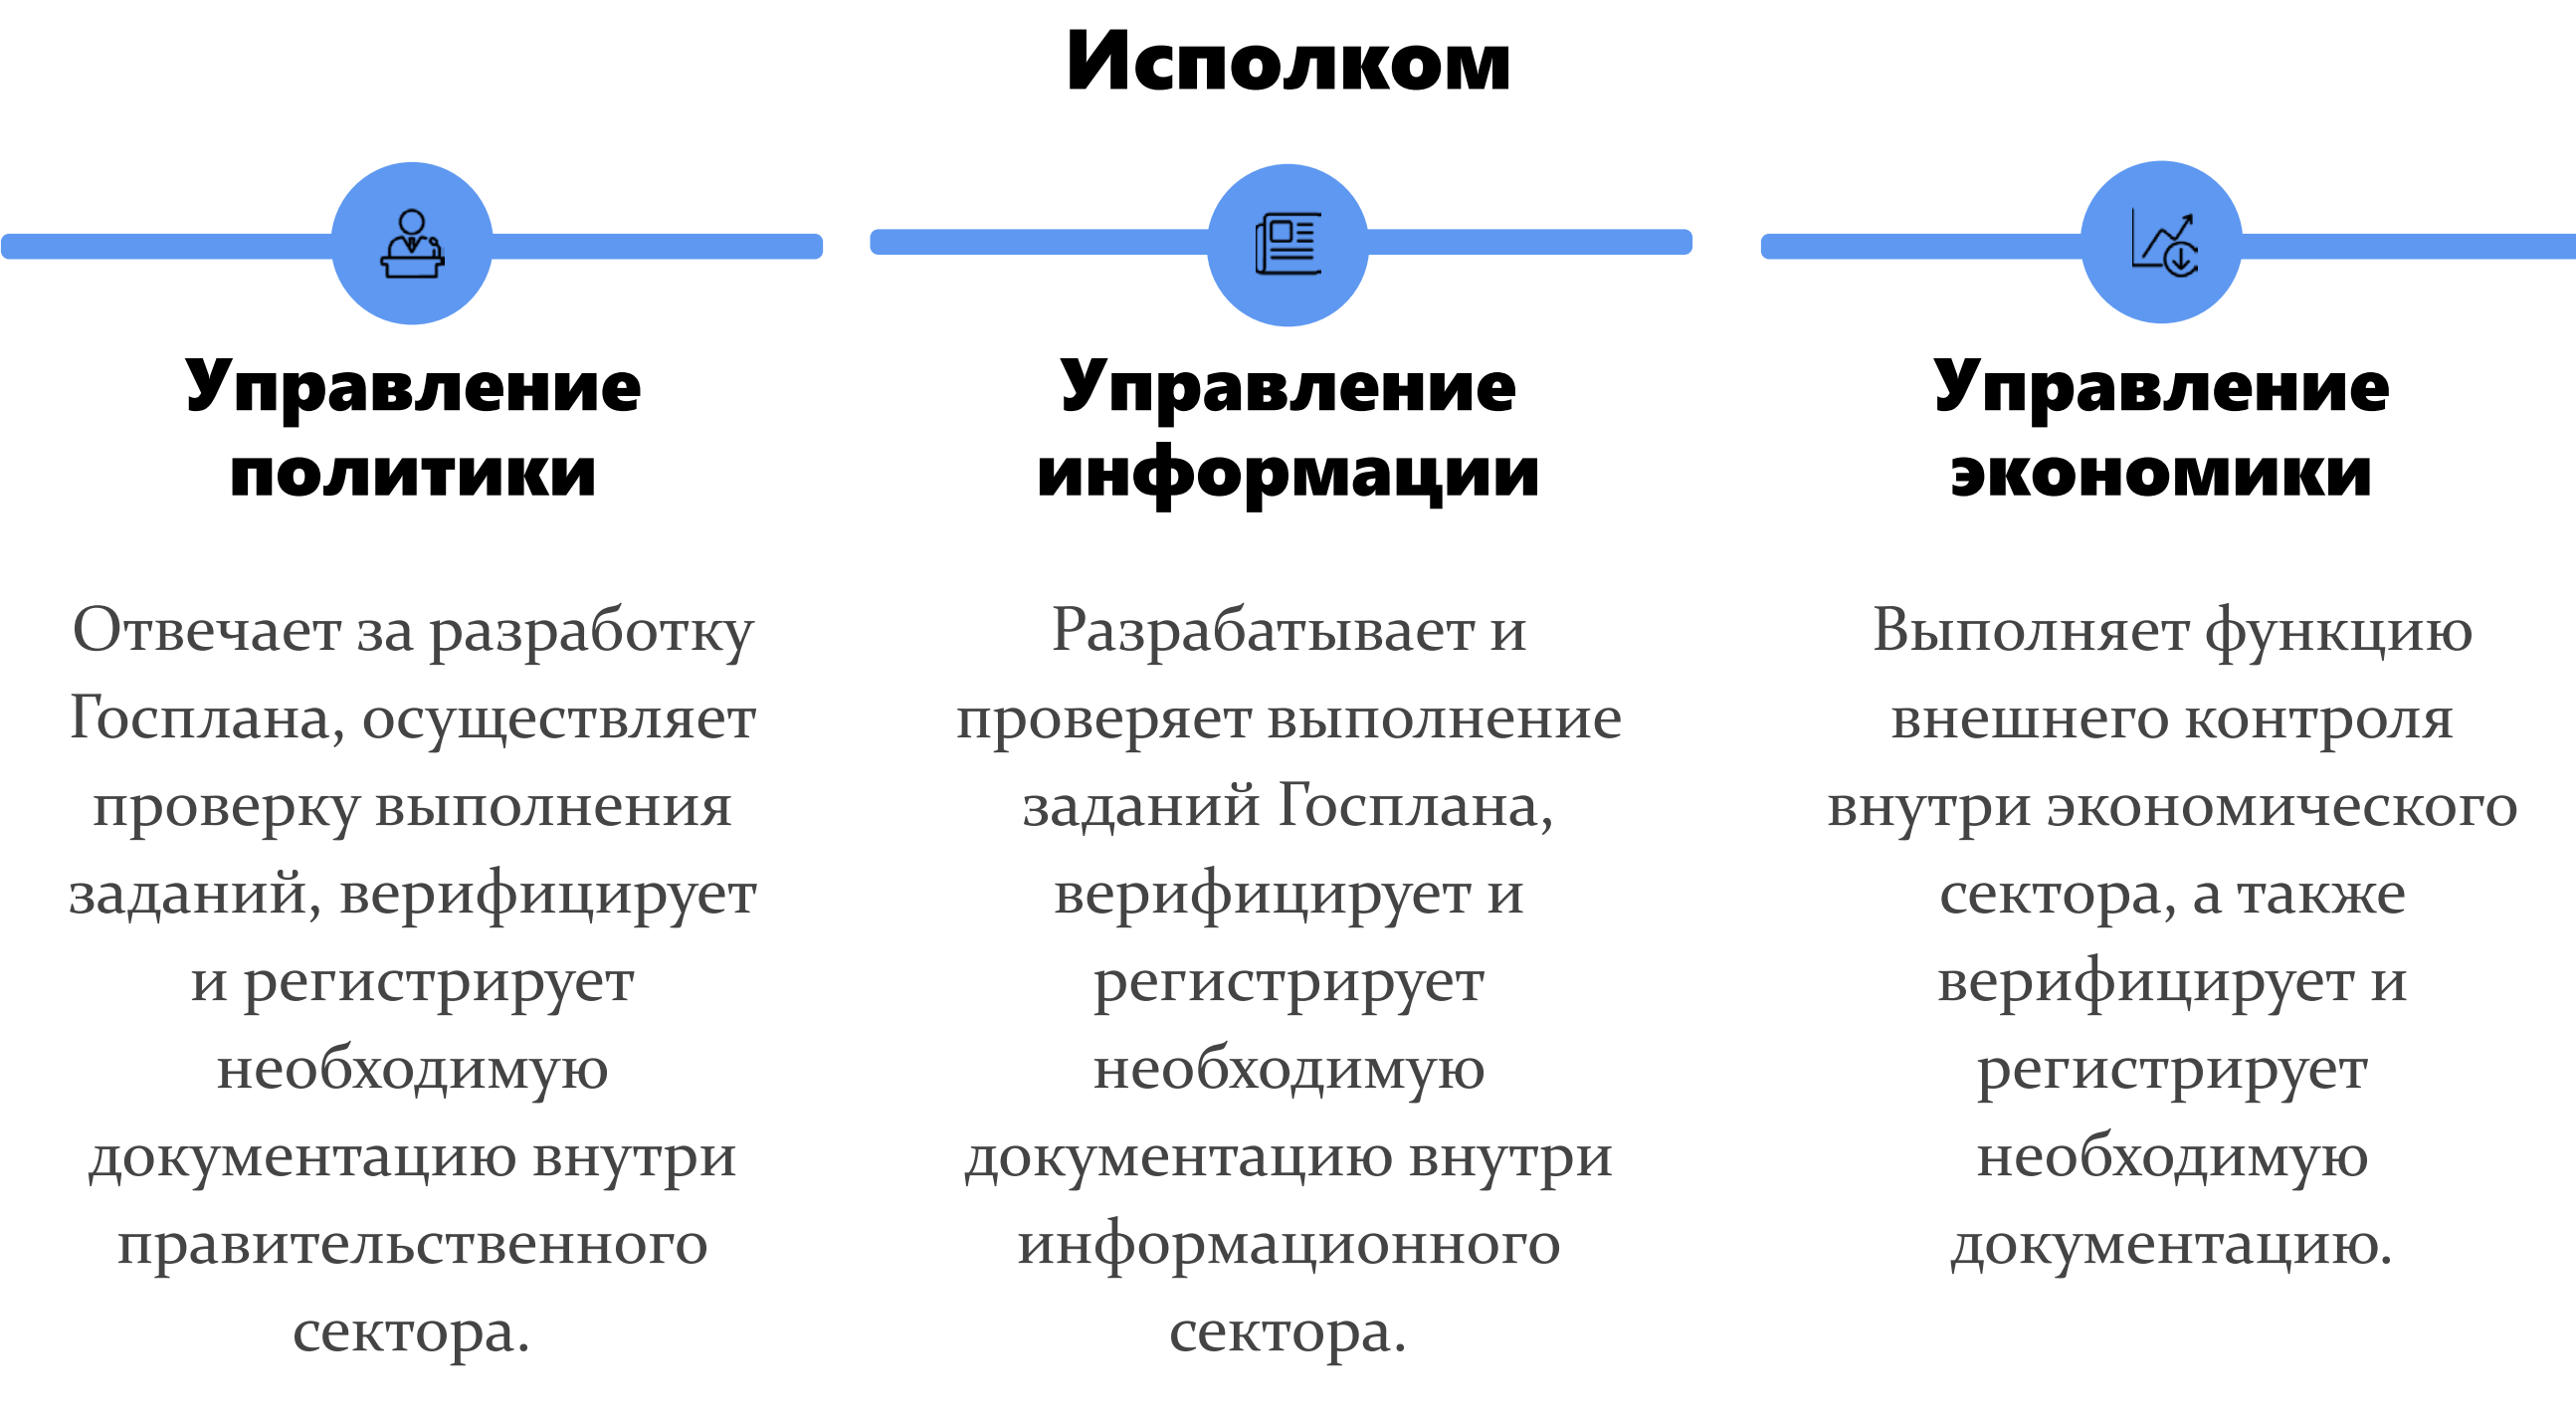 Исполком
Управление
политики
Отвечает за разработку
Госплана, осуществляет
проверку выполнения
заданий, верифицирует
и регистрирует
необходимую
документацию внутри
правительственного
сектора.
Управление
информации
Разрабатывает и
проверяет выполнение
заданий Госплана,
верифицирует и
регистрирует
необходимую
документацию внутри
информационного
сектора.
Управление
экономики
Выполняет функцию
внешнего контроля
внутри экономического
сектора, а также
верифицирует и
регистрирует
необходимую
документацию.